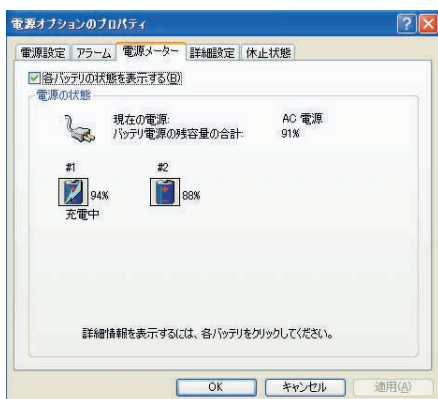 電源オプションのプロパティ
電源設定 アラーム 電源メーター 詳細設定 休止状態
各バッテリの状態を表示する(B)
電源の状態
現在の電源: AC 電源
バッテリ電源の残容量の合計: 91%
#1 #2
94% 88%
充電中
詳細情報を表示するには、各バッテリをクリックしてください。
OK キャンセル 適用(A)